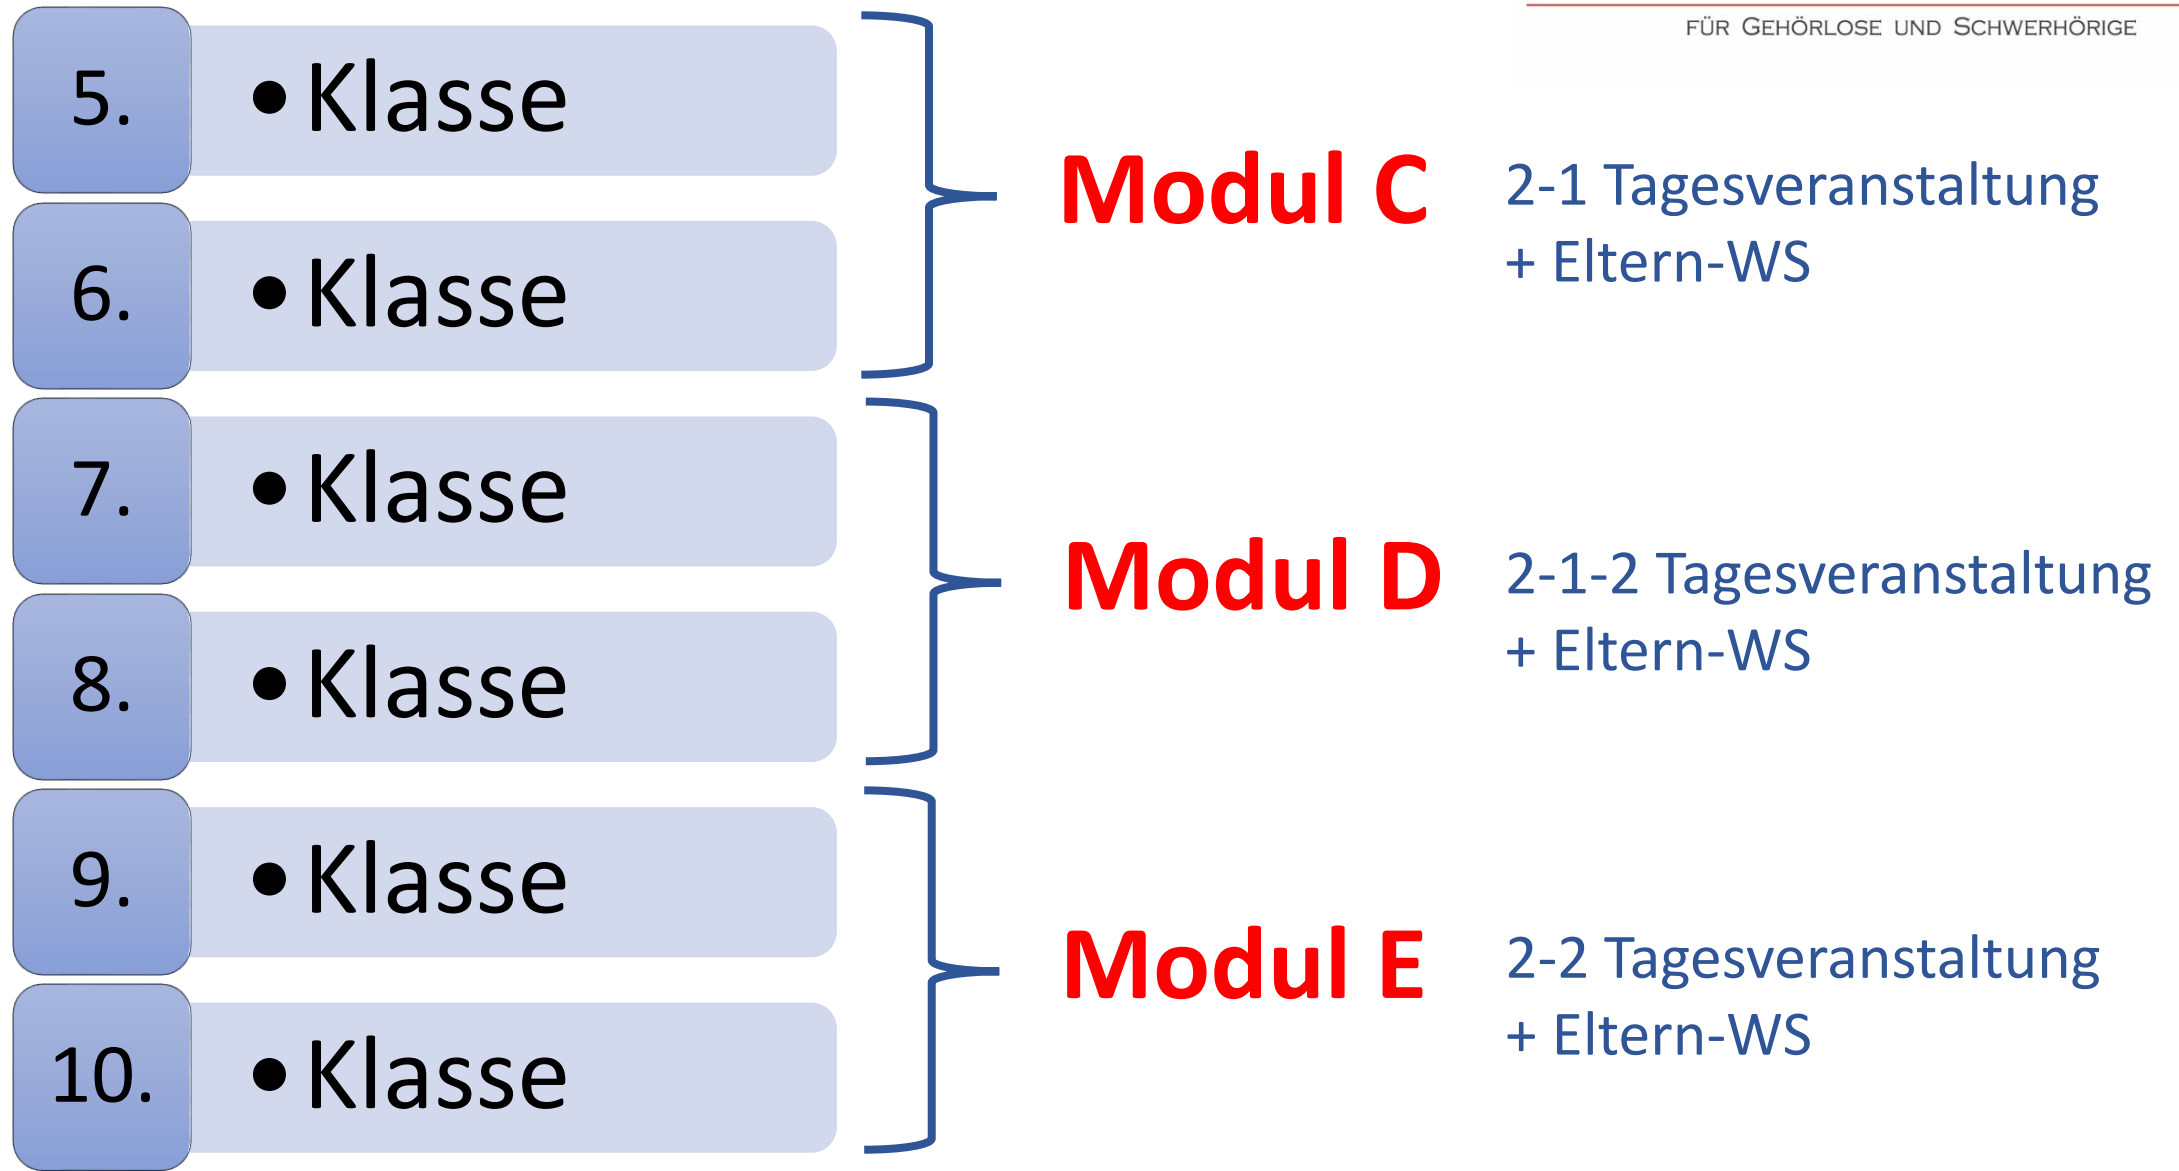 FÜR GEHÖRLOSE UND SCHWERHÖRIGE
5.
• Klasse
6.
• Klasse
Modul C
2-1 Tagesveranstaltung
+ Eltern-WS
7.
• Klasse
8.
• Klasse
Modul D
2-1-2 Tagesveranstaltung
+ Eltern-WS
9.
• Klasse
10.
• Klasse
Modul E
2-2 Tagesveranstaltung
+ Eltern-WS